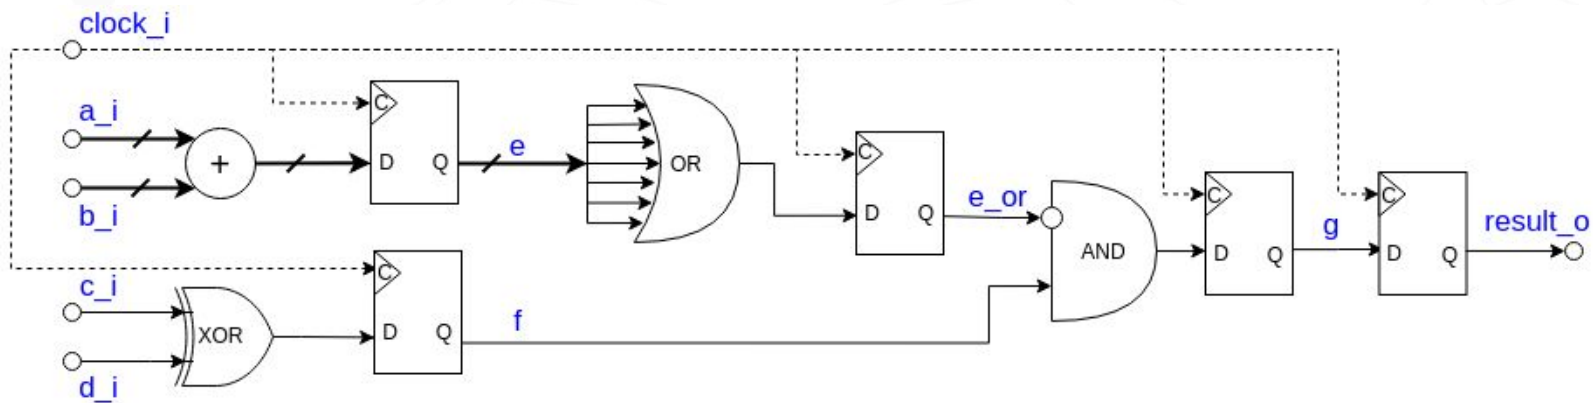 clock_i
a_i
+
b_i
C
D Q
e
OR
C
D Q
e_or
AND
C
D Q
g
C
D Q
result_o
c_i
XOR
d_i
C
D Q
f